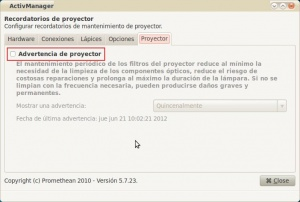 ActivManager
Recordatorios de proyector
Configurar recordatorios de mantenimiento de proyector.
Hardware Conexiones Lápices Opciones Proyector
Advertencia de proyector
El mantenimiento periódico de los filtros del proyector reduce al mínimo la
necesidad de la limpieza de los componentes ópticos, reduce el riesgo de
costosas reparaciones y prolonga al máximo la duración de la lámpara. Si no se
limpian con la frecuencia necesaria, pueden producirse daños graves y
permanentes.
Mostrar una advertencia: Quincenalmente
Fecha de última advertencia: jue jun 21 10:02:21 2012
Copyright (c) Promethean 2010 - Versión 5.7.23.
Close